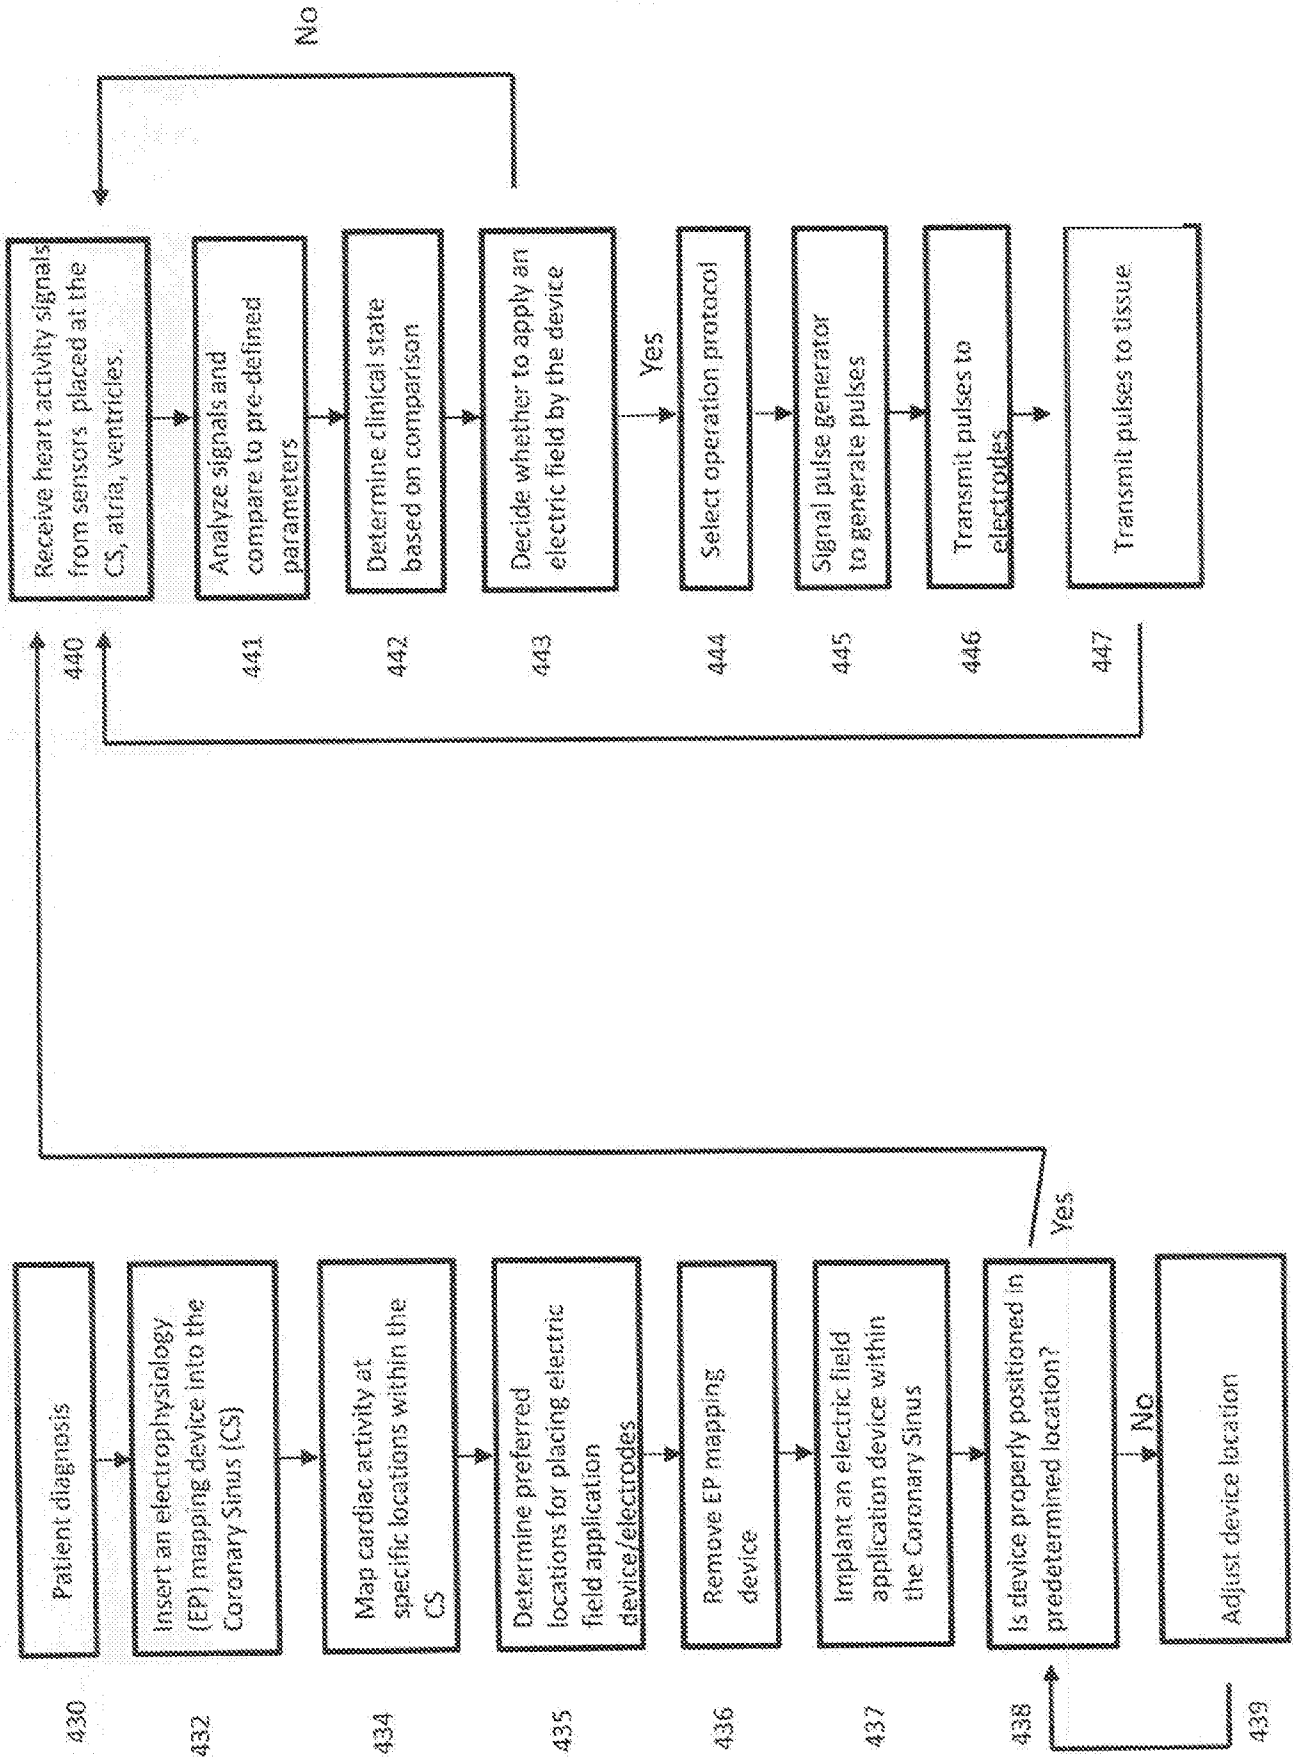 430
Patient diagnosis
432
Insert an electrophysiology
(EP) mapping device into the
Coronary Sinus (CS)
434
Map cardiac activity at
specific locations within the
CS
435
Determine preferred
locations for placing electric
field application
device/electrodes
436
Remove EP mapping
device
437
Implant an electric field
application device within
the Coronary Sinus
438
Is device properly positioned in
predetermined location?
Yes
No
439
Adjust device location
440
Receive heart activity signals
from sensors placed at the
CS, atria, ventricles.
441
Analyze signals and
compare to pre-defined
parameters
442
Determine clinical state
based on comparison
443
Decide whether to apply an
electric field by the device
No
Yes
444
Select operation protocol
445
Signal pulse generator
to generate pulses
446
Transmit pulses to
electrodes
447
Transmit pulses to tissue